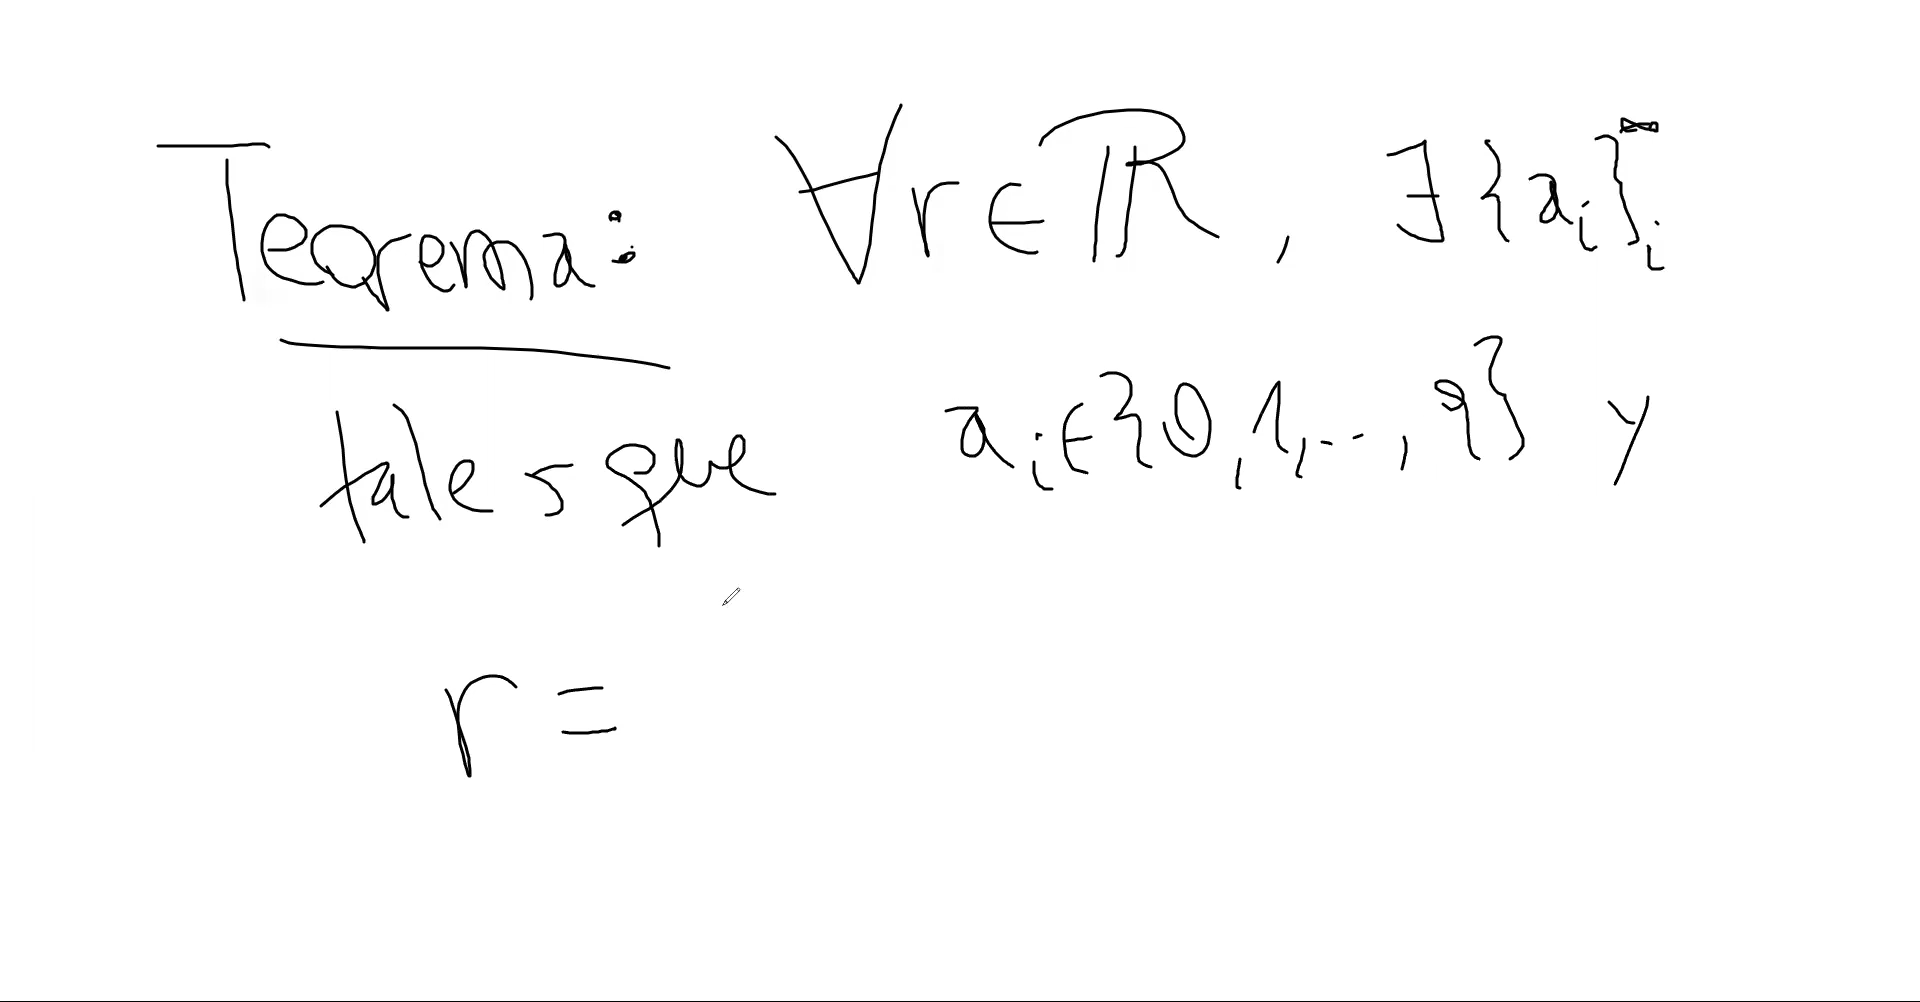 Teorema: ∀r∈ℝ, ∃{aᵢ}ᵢ^∞
tales que aᵢ∈{0,1,...,9} y
r=